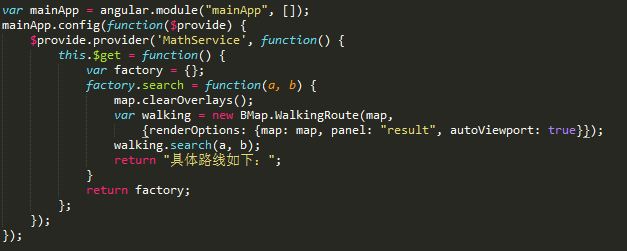 var mainApp = angular.module("mainApp", []);
mainApp.config(function($provide) {
    $provide.provider('MathService', function() {
        this.$get = function() {
            var factory = {};
            factory.search = function(a, b) {
                map.clearOverlays();
                var walking = new BMap.WalkingRoute(map,
                    {renderOptions: {map: map, panel: "result", autoViewport: true}});
                walking.search(a, b);
                return "具体路线如下：";
            }
            return factory;
        };
    });
});